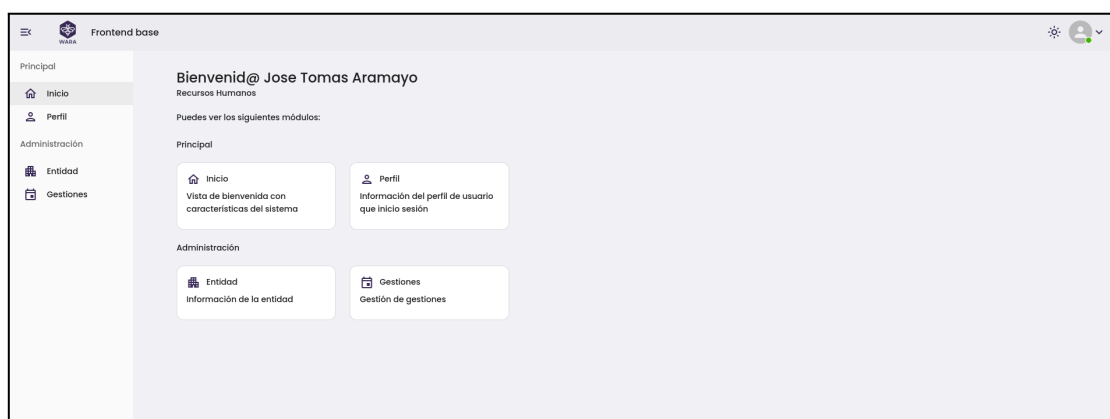 WARA
Frontend base
Principal
Inicio
Perfil
Administración
Entidad
Gestiones
Bienvenid@ Jose Tomas Aramayo
Recursos Humanos
Puedes ver los siguientes módulos:
Principal
Inicio
Vista de bienvenida con
características del sistema
Perfil
Información del perfil de usuario
que inicio sesión
Administración
Entidad
Información de la entidad
Gestiones
Gestión de gestiones